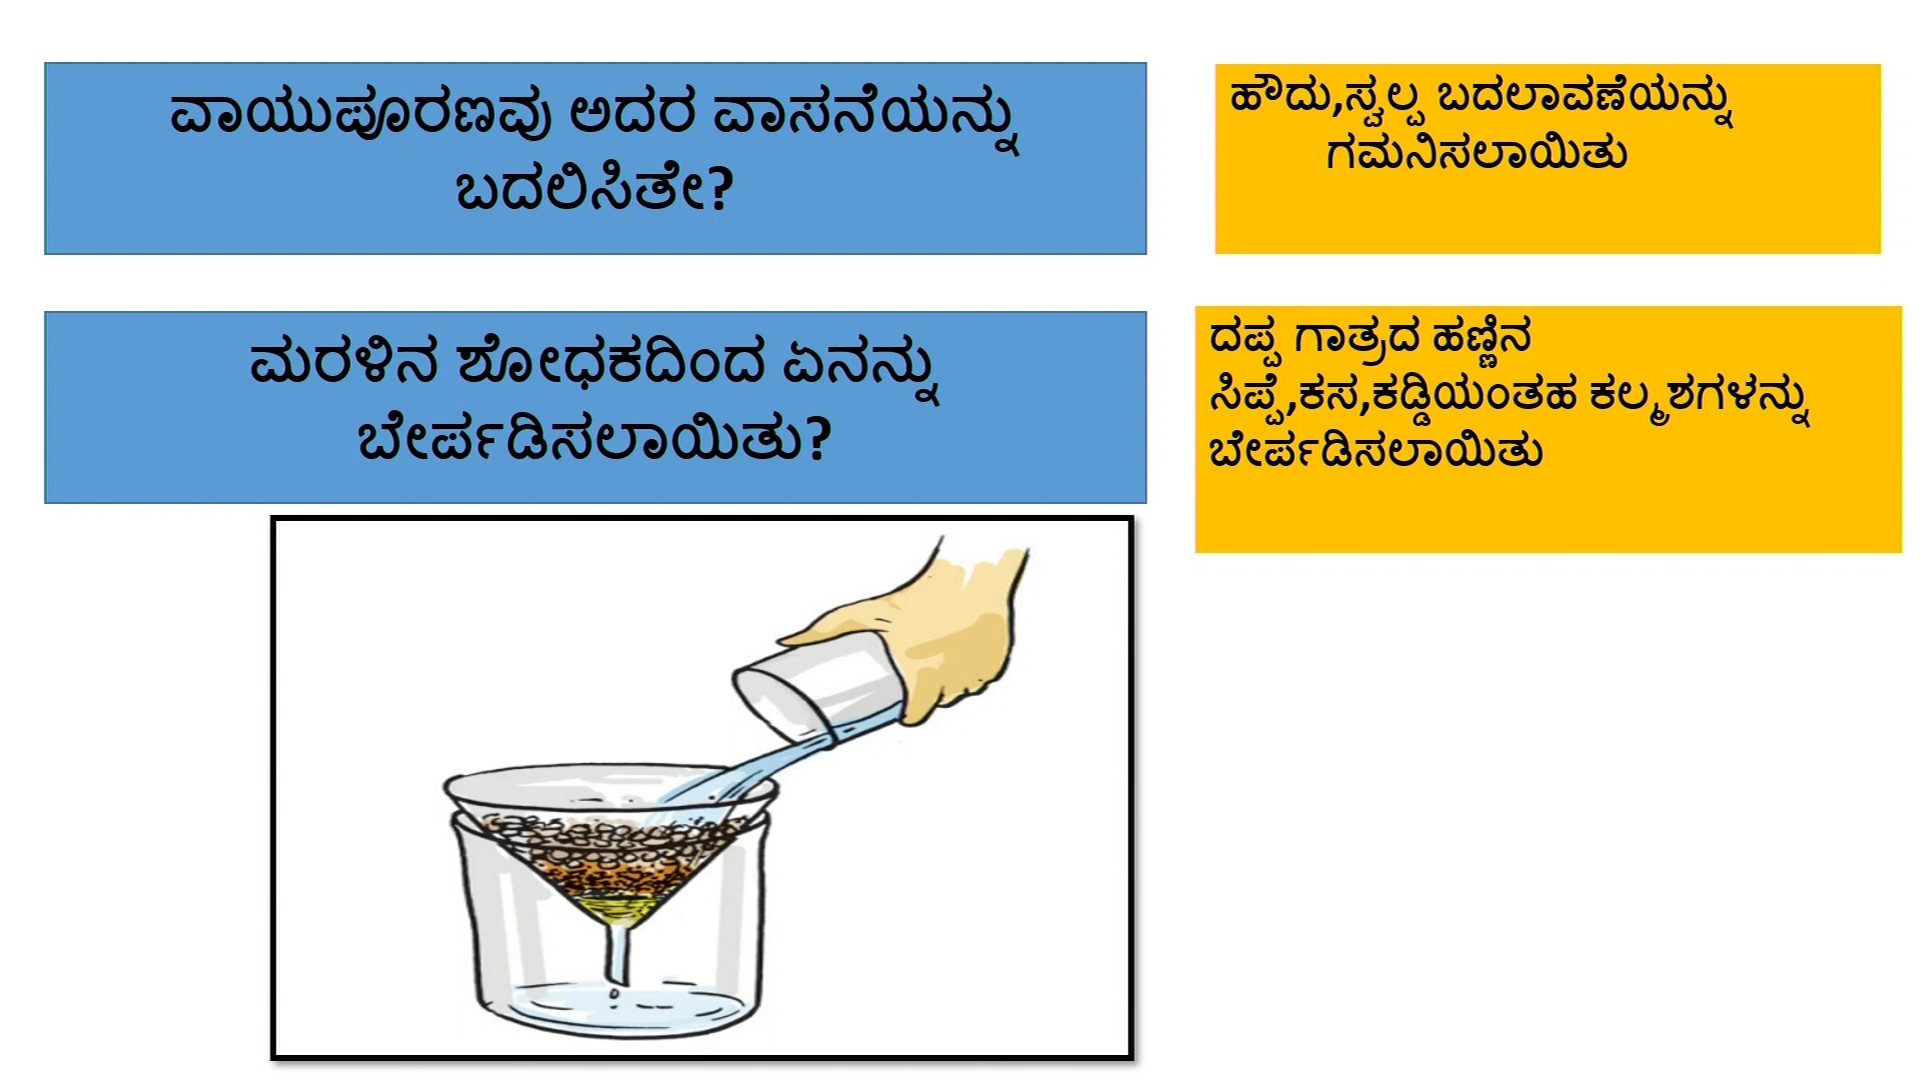 ವಾಯುಪೂರಣವು ಅದರ ವಾಸನೆಯನ್ನು
ಬದಲಿಸಿತೇ?
ಹೌದು,ಸ್ವಲ್ಪ ಬದಲಾವಣೆಯನ್ನು
ಗಮನಿಸಲಾಯಿತು
ಮರಳಿನ ಶೋಧಕದಿಂದ ಏನನ್ನು
ಬೇರ್ಪಡಿಸಲಾಯಿತು?
ದಪ್ಪ ಗಾತ್ರದ ಹಣ್ಣಿನ
ಸಿಪ್ಪೆ,ಕಸ,ಕಡ್ಡಿಯಂತಹ ಕಲ್ಮಶಗಳನ್ನು
ಬೇರ್ಪಡಿಸಲಾಯಿತು